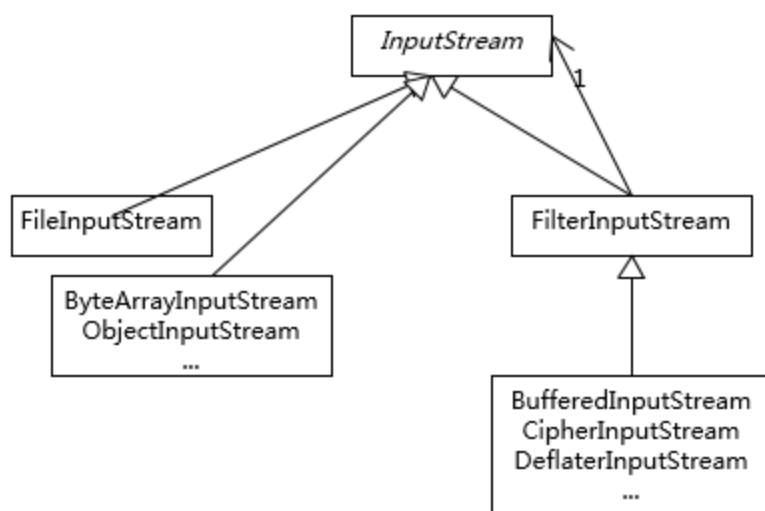 InputStream
1
FileInputStream
FilterInputStream
ByteArrayInputStream
ObjectInputStream
...
BufferedInputStream
CipherInputStream
DeflaterInputStream
...